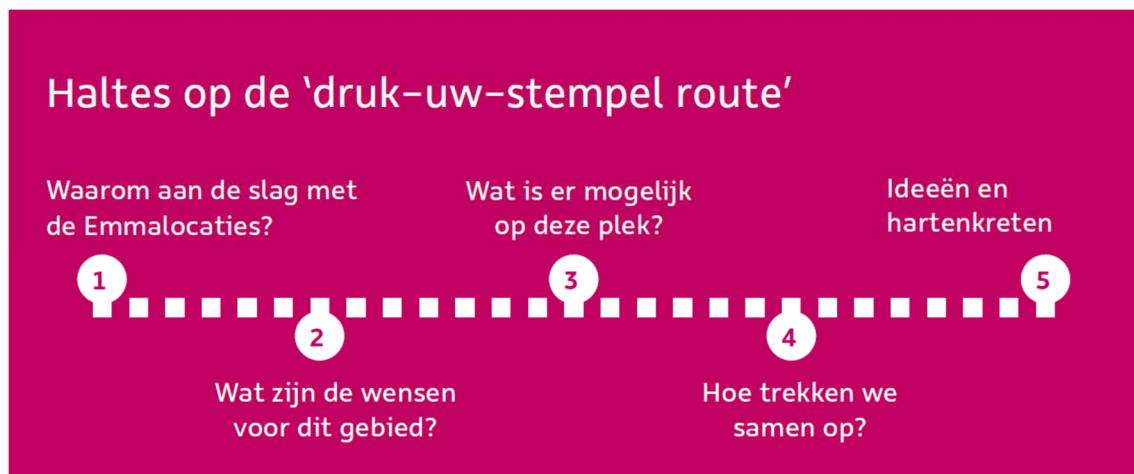 Haltes op de ‘druk-uw-stempel route’
Waarom aan de slag met
de Emmalocaties?
Wat is er mogelijk
op deze plek?
Ideeën en
hartenkreten
1
3
5
2
4
Wat zijn de wensen
voor dit gebied?
Hoe trekken we
samen op?